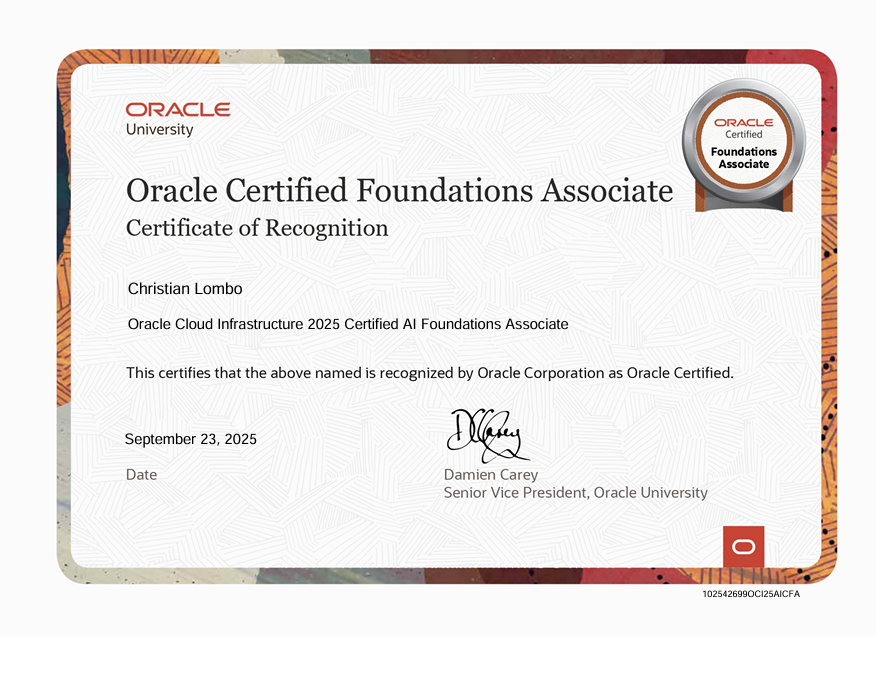 ORACLE
University
ORACLE
Certified
Foundations
Associate
Oracle Certified Foundations Associate
Certificate of Recognition
Christian Lombo
Oracle Cloud Infrastructure 2025 Certified AI Foundations Associate
This certifies that the above named is recognized by Oracle Corporation as Oracle Certified.
September 23, 2025
Date
DCarey
Damien Carey
Senior Vice President, Oracle University
102542699OCI25AICFA